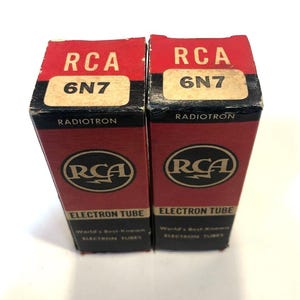 RCA
6N7
RADIOTRON
RCA
ELECTRON TUBE
World's Best-Known
ELECTRON TUBES
RCA
6N7
RADIOTRON
RCA
ELECTRON TUBE
World's Best-Known
ELECTRON TUBES